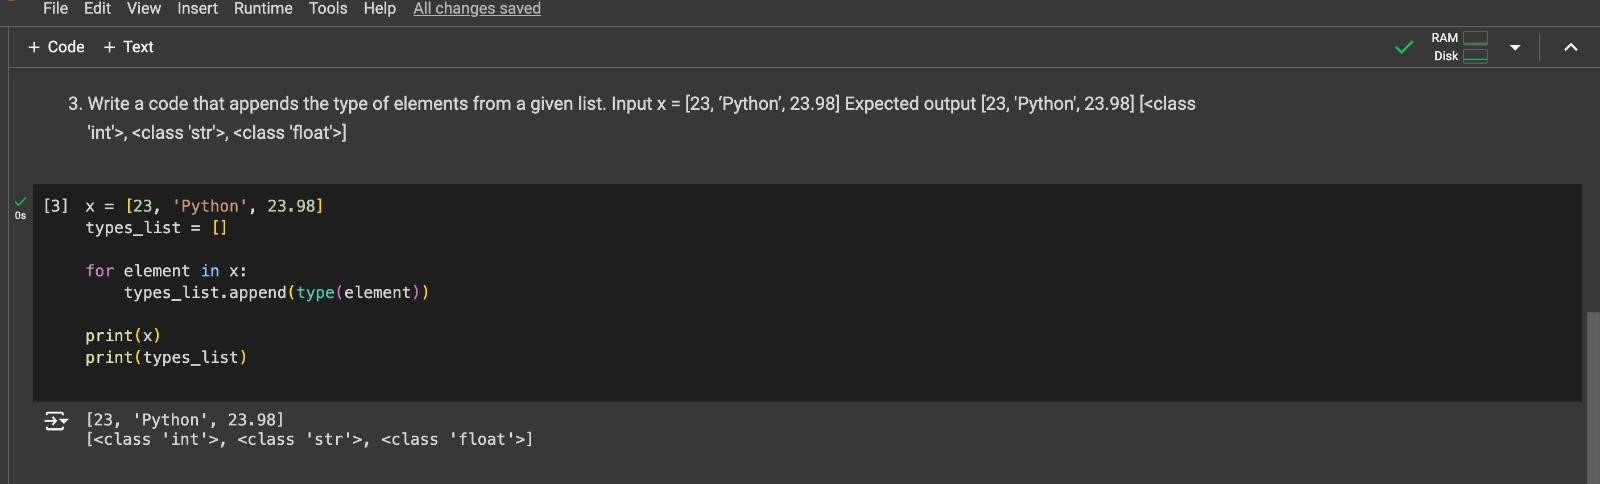 File Edit View Insert Runtime Tools Help All changes saved
+ Code + Text
RAM
Disk
3. Write a code that appends the type of elements from a given list. Input x = [23, ‘Python’, 23.98] Expected output [23, 'Python', 23.98] [<class
'int'>, <class 'str'>, <class 'float'>]
0s
[3] x = [23, 'Python', 23.98]
types_list = []
for element in x:
    types_list.append(type(element))
print(x)
print(types_list)
[23, 'Python', 23.98]
[<class 'int'>, <class 'str'>, <class 'float'>]